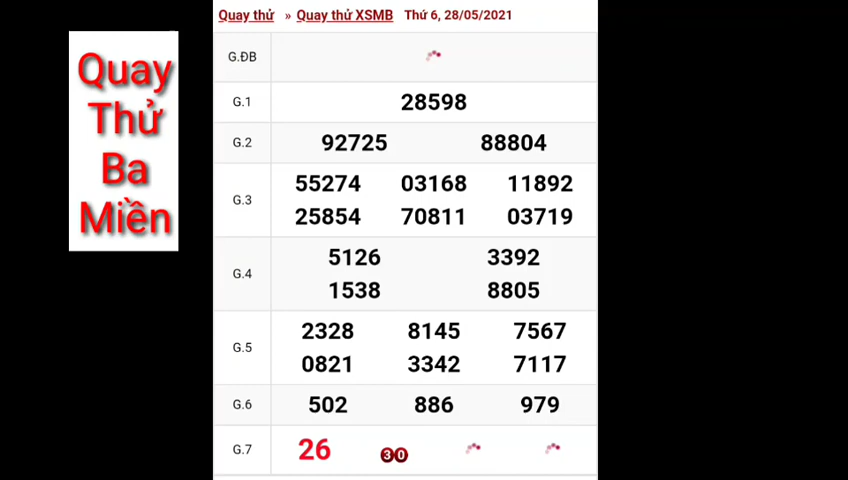 Quay thử » Quay thử XSMB Thứ 6, 28/05/2021
Quay
Thử
Ba
Miền
G.ĐB
G.1 28598
G.2 92725 88804
G.3 55274 03168 11892
25854 70811 03719
G.4 5126 3392
1538 8805
G.5 2328 8145 7567
0821 3342 7117
G.6 502 886 979
G.7 26 30